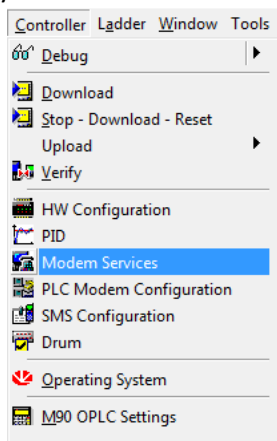 Controller Ladder Window Tools
Debug
Download
Stop - Download - Reset
Upload
Verify
HW Configuration
PID
Modem Services
PLC Modem Configuration
SMS Configuration
Drum
Operating System
M90 OPLC Settings